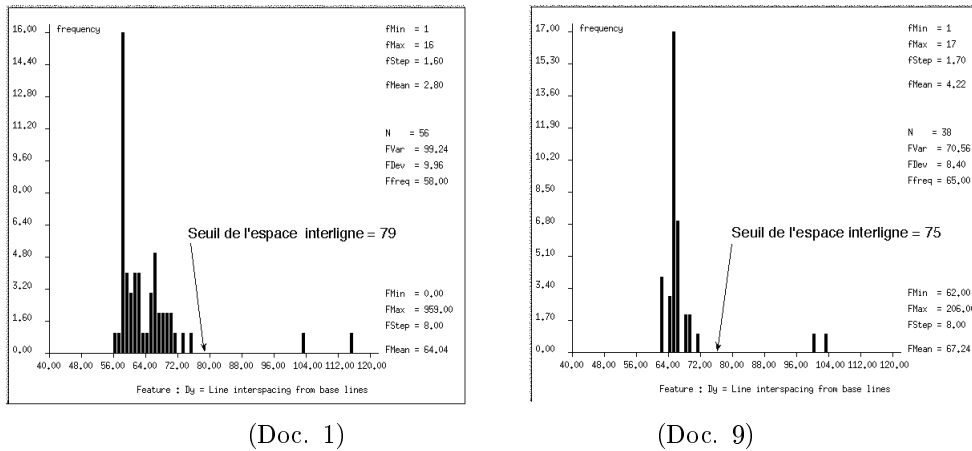 16.00
frequency
14.40
12.80
11.20
9.60
8.00
6.40
4.80
3.20
1.60
0.00
40.00 48.00 56.00 64.00 72.00 80.00 88.00 96.00 104.00 112.00 120.00
fMin = 1
fMax = 16
fStep = 1.60
fMean = 2.80
N = 56
FVar = 99.24
FDev = 9.96
Ffreq = 58.00
Seuil de l'espace interligne = 79
FMin = 0.00
FMax = 959.00
FStep = 8.00
FMean = 64.04
Feature : Dy = Line interspacing from base lines
(Doc. 1)
17.00
frequency
15.30
13.60
11.90
10.20
8.50
6.80
5.10
3.40
1.70
0.00
40.00 48.00 56.00 64.00 72.00 80.00 88.00 96.00 104.00 112.00 120.00
fMin = 1
fMax = 17
fStep = 1.70
fMean = 4.22
N = 38
FVar = 70.56
FDev = 8.40
Ffreq = 65.00
Seuil de l'espace interligne = 75
FMin = 62.00
FMax = 206.00
FStep = 8.00
FMean = 67.24
Feature : Dy = Line interspacing from base lines
(Doc. 9)